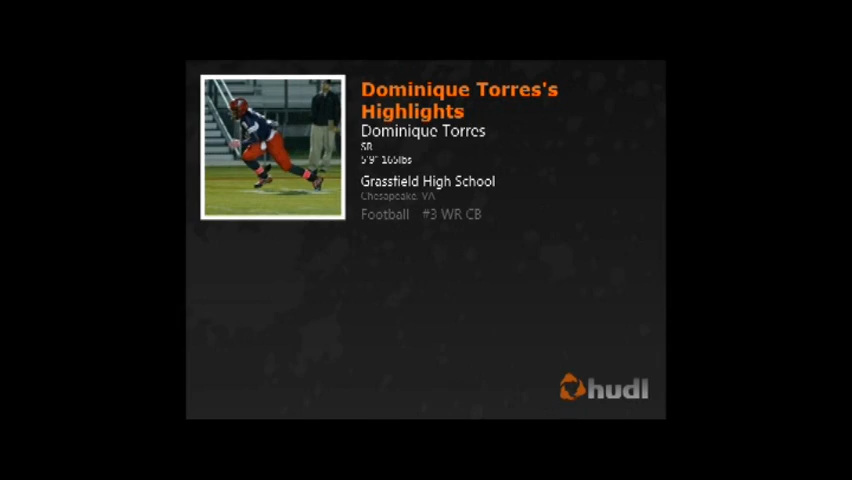 Dominique Torres's
Highlights
Dominique Torres
SR
5'9" 165lbs
Grassfield High School
Chesapeake, VA
Football #3 WR CB
hudl